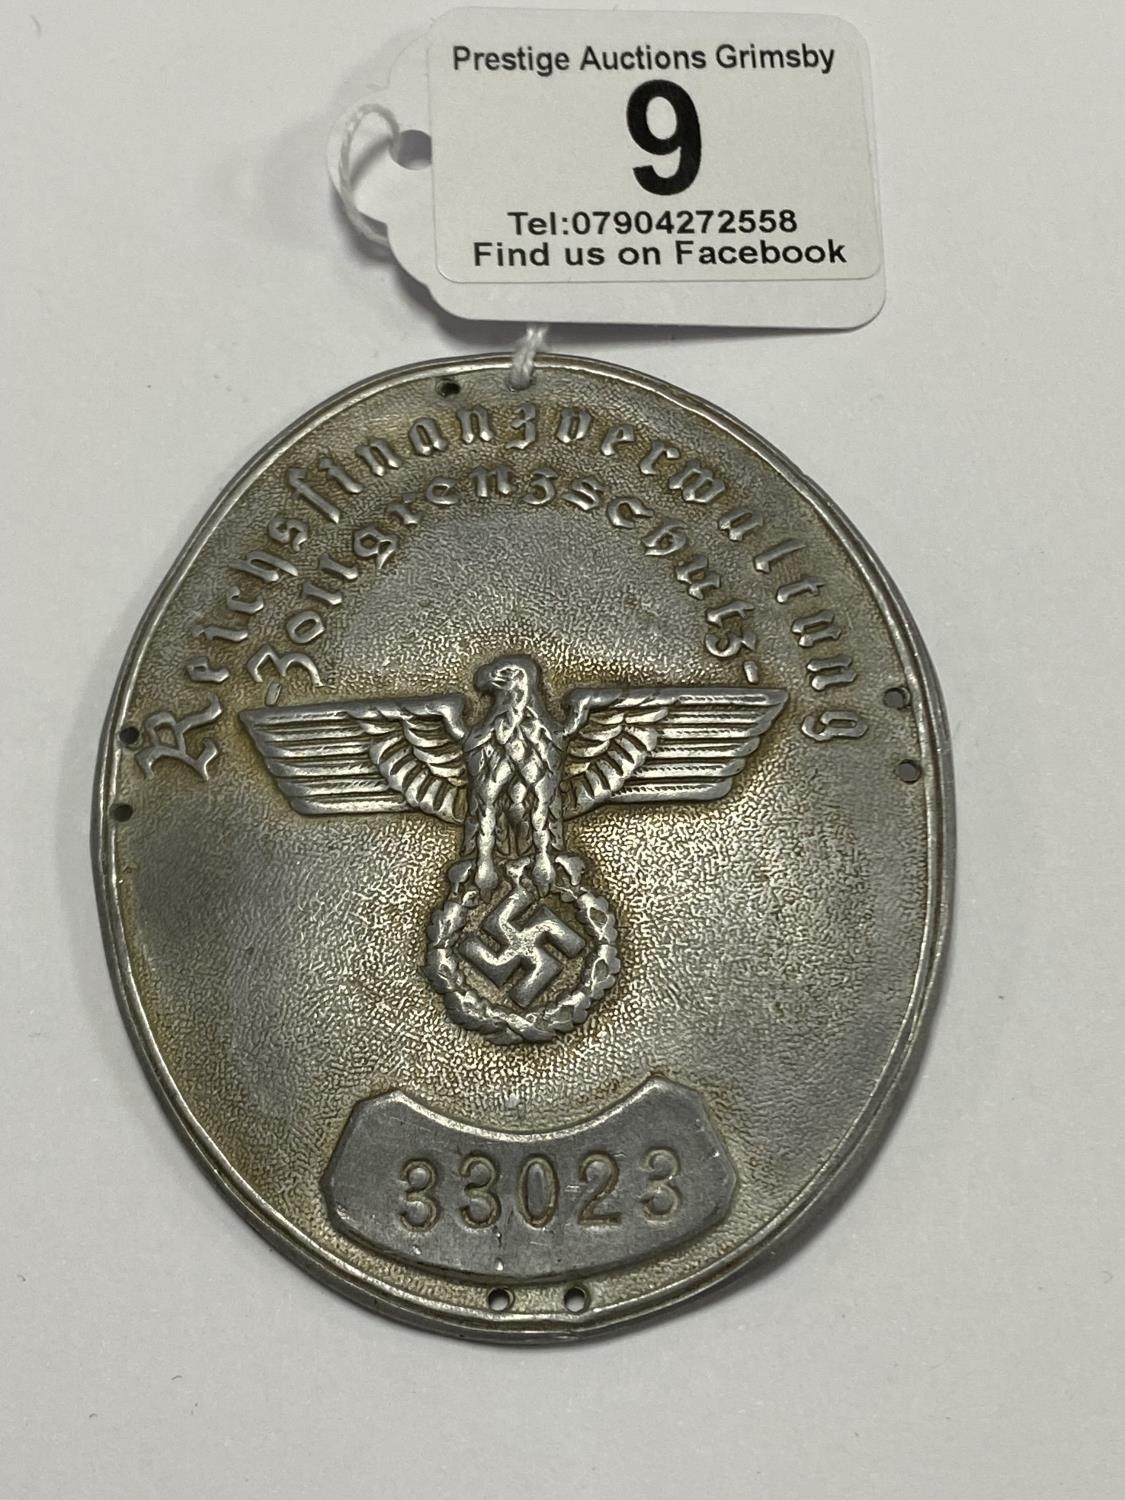 Prestige Auctions Grimsby
9
Tel:07904272558
Find us on Facebook
Reichsfinanzverwaltung
-Zollgrenzschutz-
33023